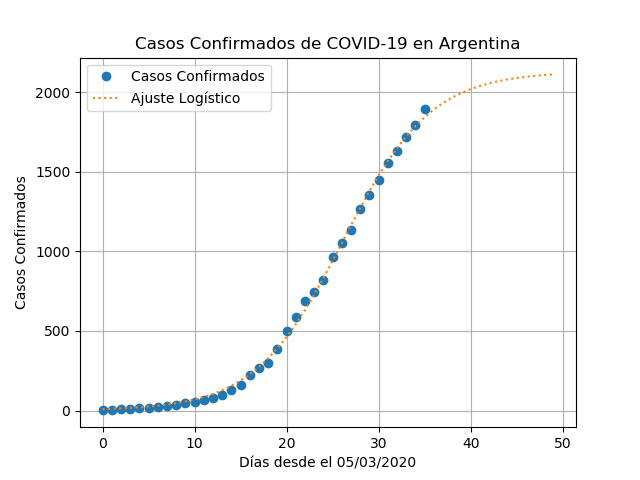 Casos Confirmados de COVID-19 en Argentina
Casos Confirmados
Ajuste Logístico
2000
1500
1000
500
0
Casos Confirmados
0 10 20 30 40 50
Días desde el 05/03/2020